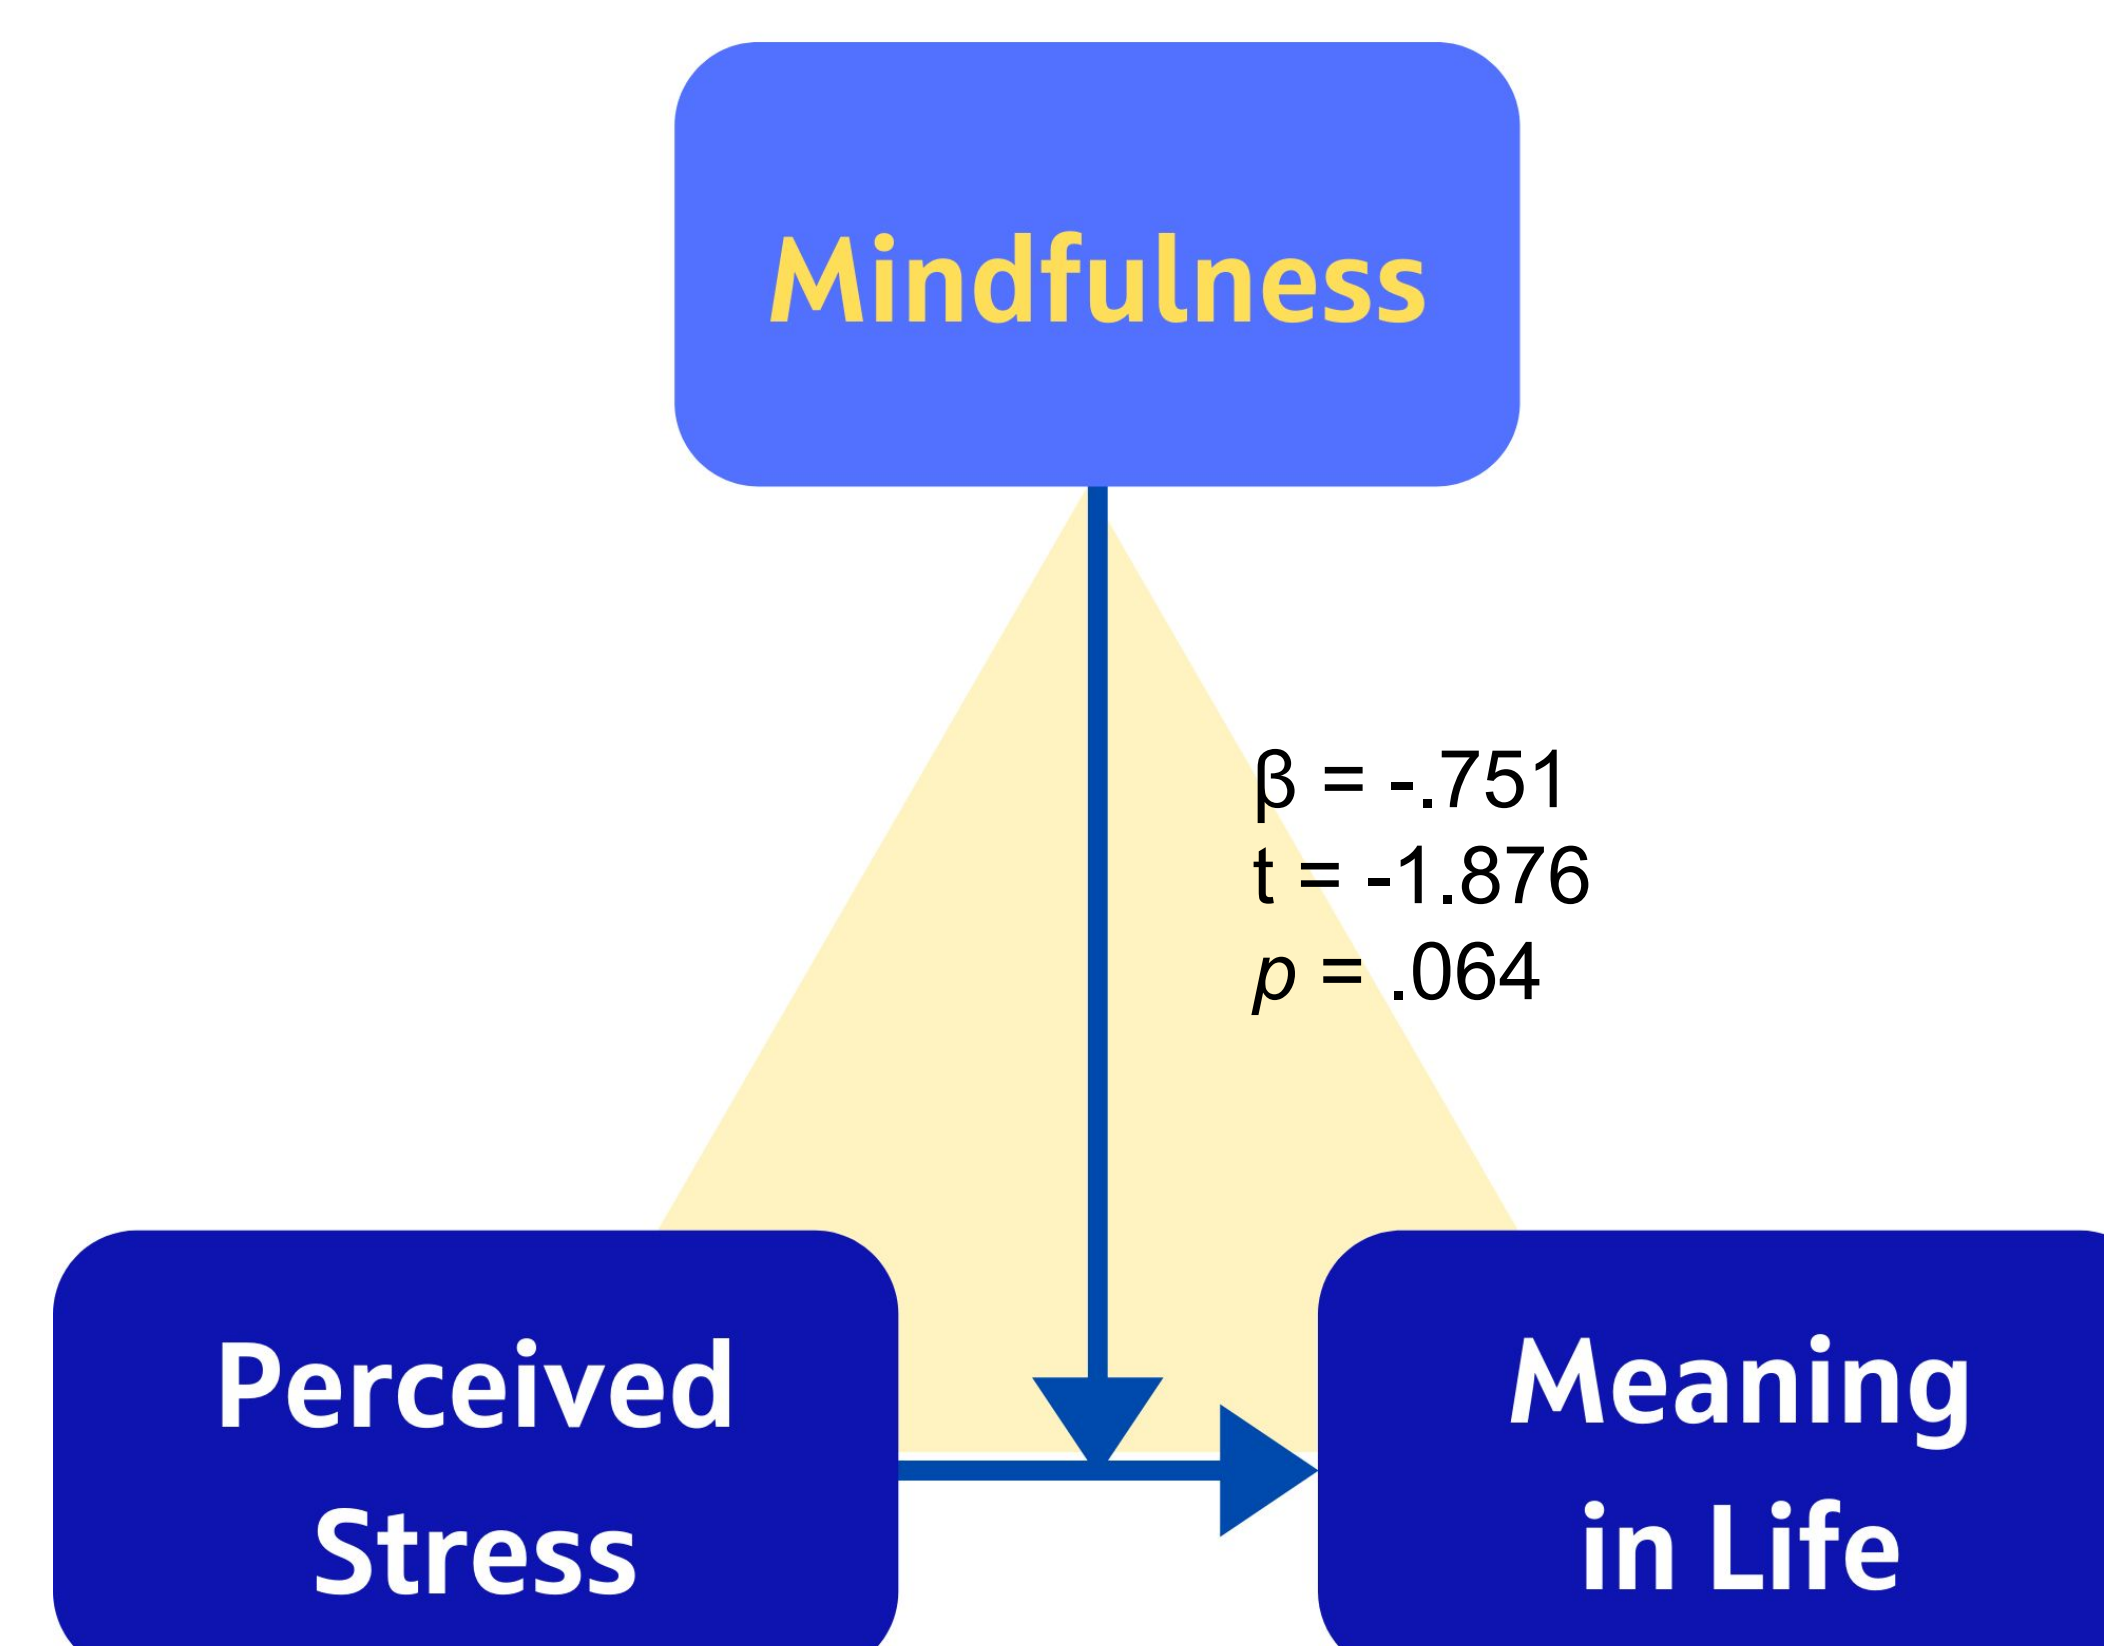 Mindfulness
β = -.751
t = -1.876
p = .064
Perceived
Stress
Meaning
in Life